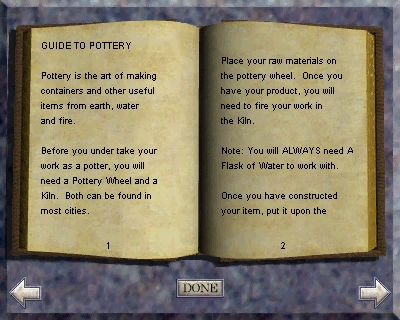 GUIDE TO POTTERY
Pottery is the art of making
containers and other useful
items from earth, water
and fire.
Before you under take your
work as a potter, you will
need a Pottery Wheel and a
Kiln. Both can be found in
most cities.
1
Place your raw materials on
the pottery wheel. Once you
have your product, you will
need to fire your work in
the Kiln.
Note: You will ALWAYS need A
Flask of Water to work with.
Once you have constructed
your item, put it upon the
2
DONE